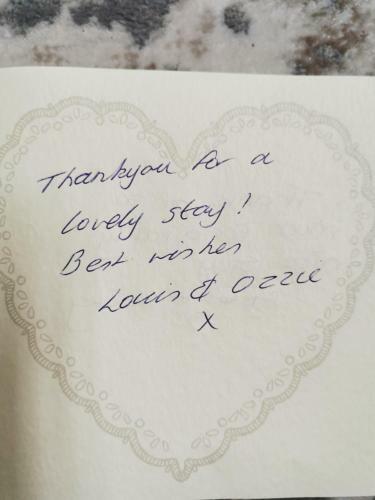 Thankyou for a
lovely stay!
Best wishes
Louis & Ozzie
X